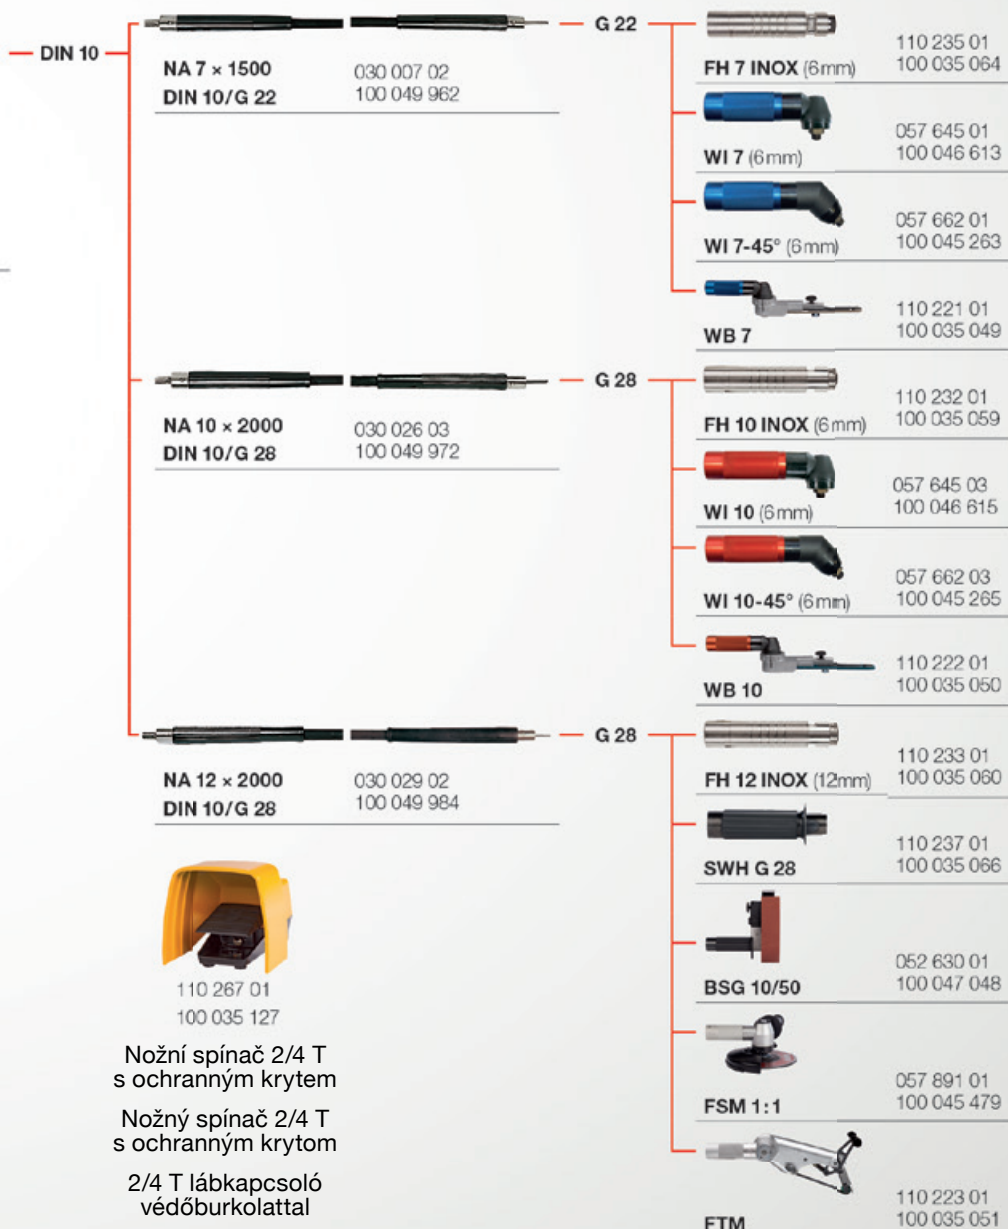 DIN 10
NA 7 × 1500
DIN 10/G 22
030 007 02
100 049 962
G 22
FH 7 INOX (6mm)
110 235 01
100 035 064
WI 7 (6mm)
057 645 01
100 046 613
WI 7-45° (6mm)
057 662 01
100 045 263
WB 7
110 221 01
100 035 049
NA 10 × 2000
DIN 10/G 28
030 026 03
100 049 972
G 28
FH 10 INOX (6mm)
110 232 01
100 035 059
WI 10 (6mm)
057 645 03
100 046 615
WI 10-45° (6mm)
057 662 03
100 045 265
WB 10
110 222 01
100 035 050
NA 12 × 2000
DIN 10/G 28
030 029 02
100 049 984
G 28
FH 12 INOX (12mm)
110 233 01
100 035 060
SWH G 28
110 237 01
100 035 066
BSG 10/50
052 630 01
100 047 048
FSM 1:1
057 891 01
100 045 479
FTM
110 223 01
100 035 051
110 267 01
100 035 127
Nožní spínač 2/4 T
s ochranným krytem
Nožný spínač 2/4 T
s ochranným krytom
2/4 T lábkapcsoló
védőburkolattal